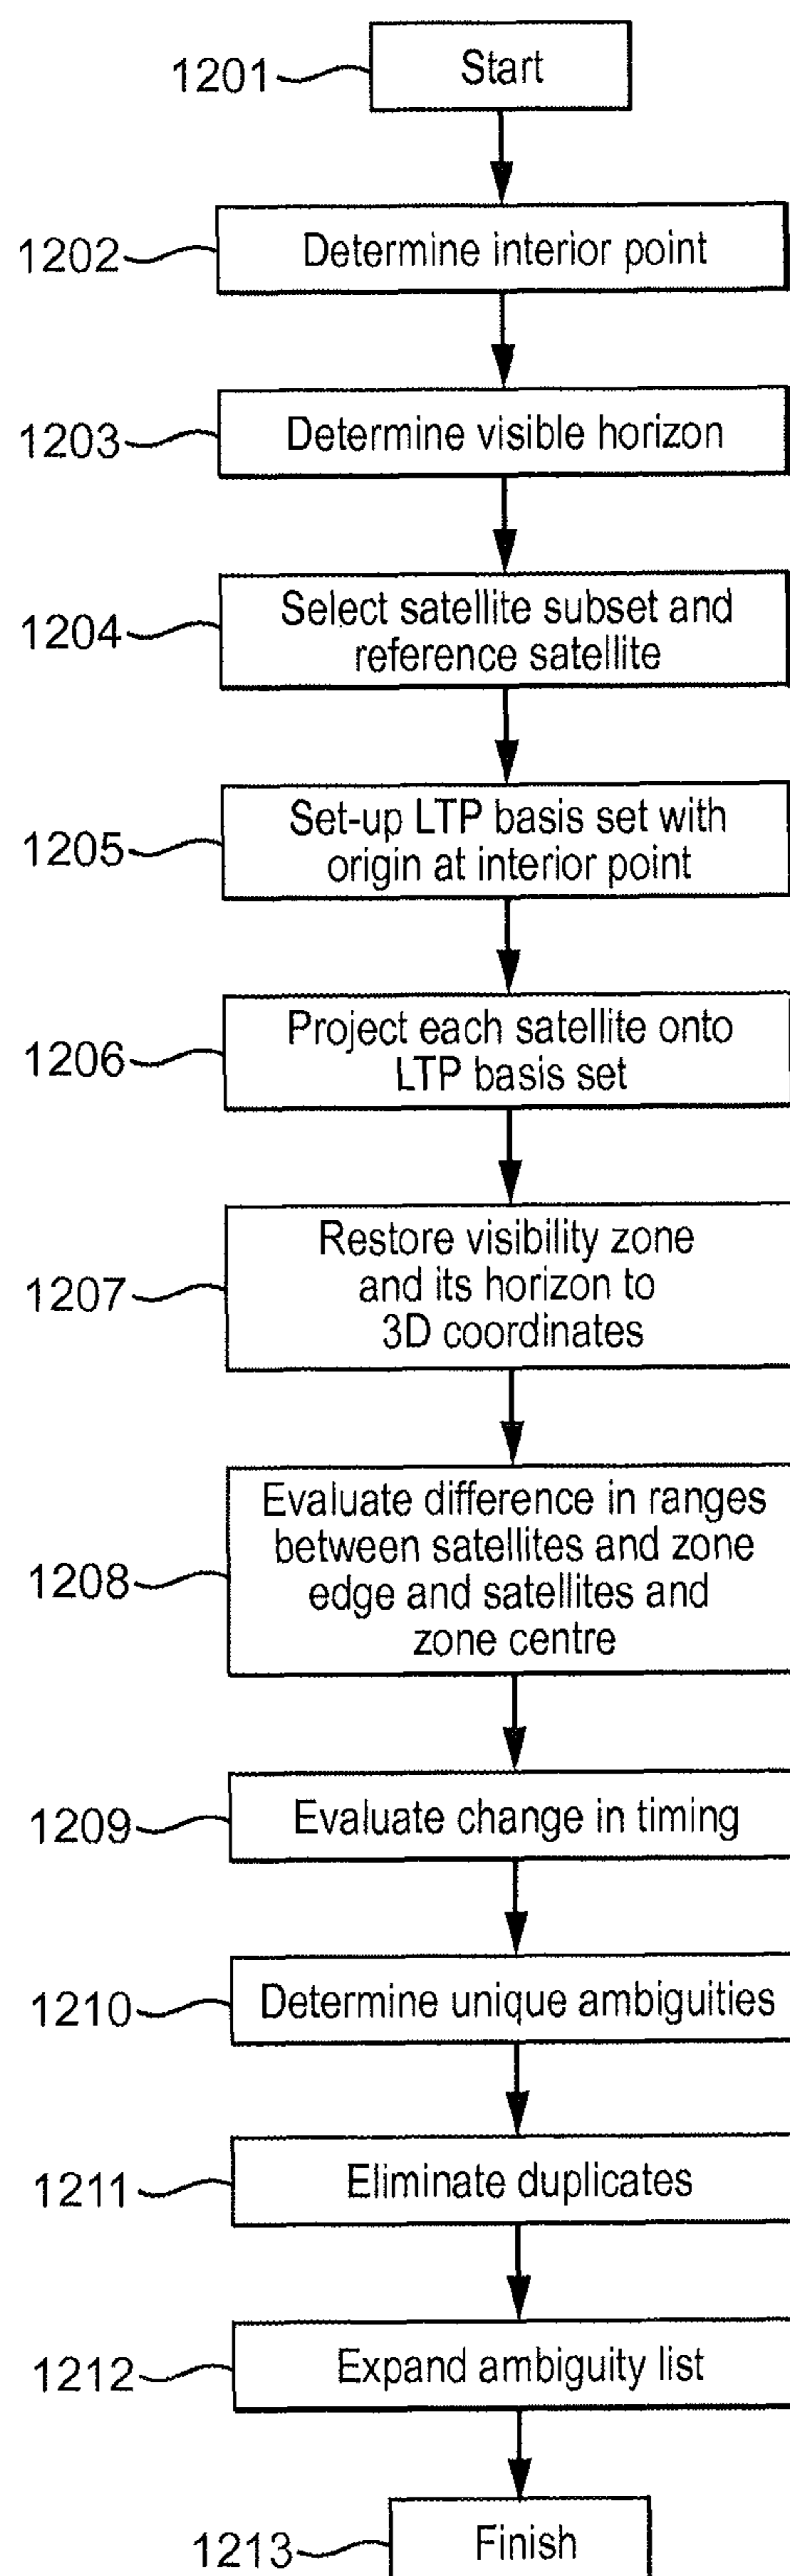 1201
Start
1202
Determine interior point
1203
Determine visible horizon
1204
Select satellite subset and
reference satellite
1205
Set-up LTP basis set with
origin at interior point
1206
Project each satellite onto
LTP basis set
1207
Restore visibility zone
and its horizon to
3D coordinates
1208
Evaluate difference in ranges
between satellites and zone
edge and satellites and
zone centre
1209
Evaluate change in timing
1210
Determine unique ambiguities
1211
Eliminate duplicates
1212
Expand ambiguity list
1213
Finish